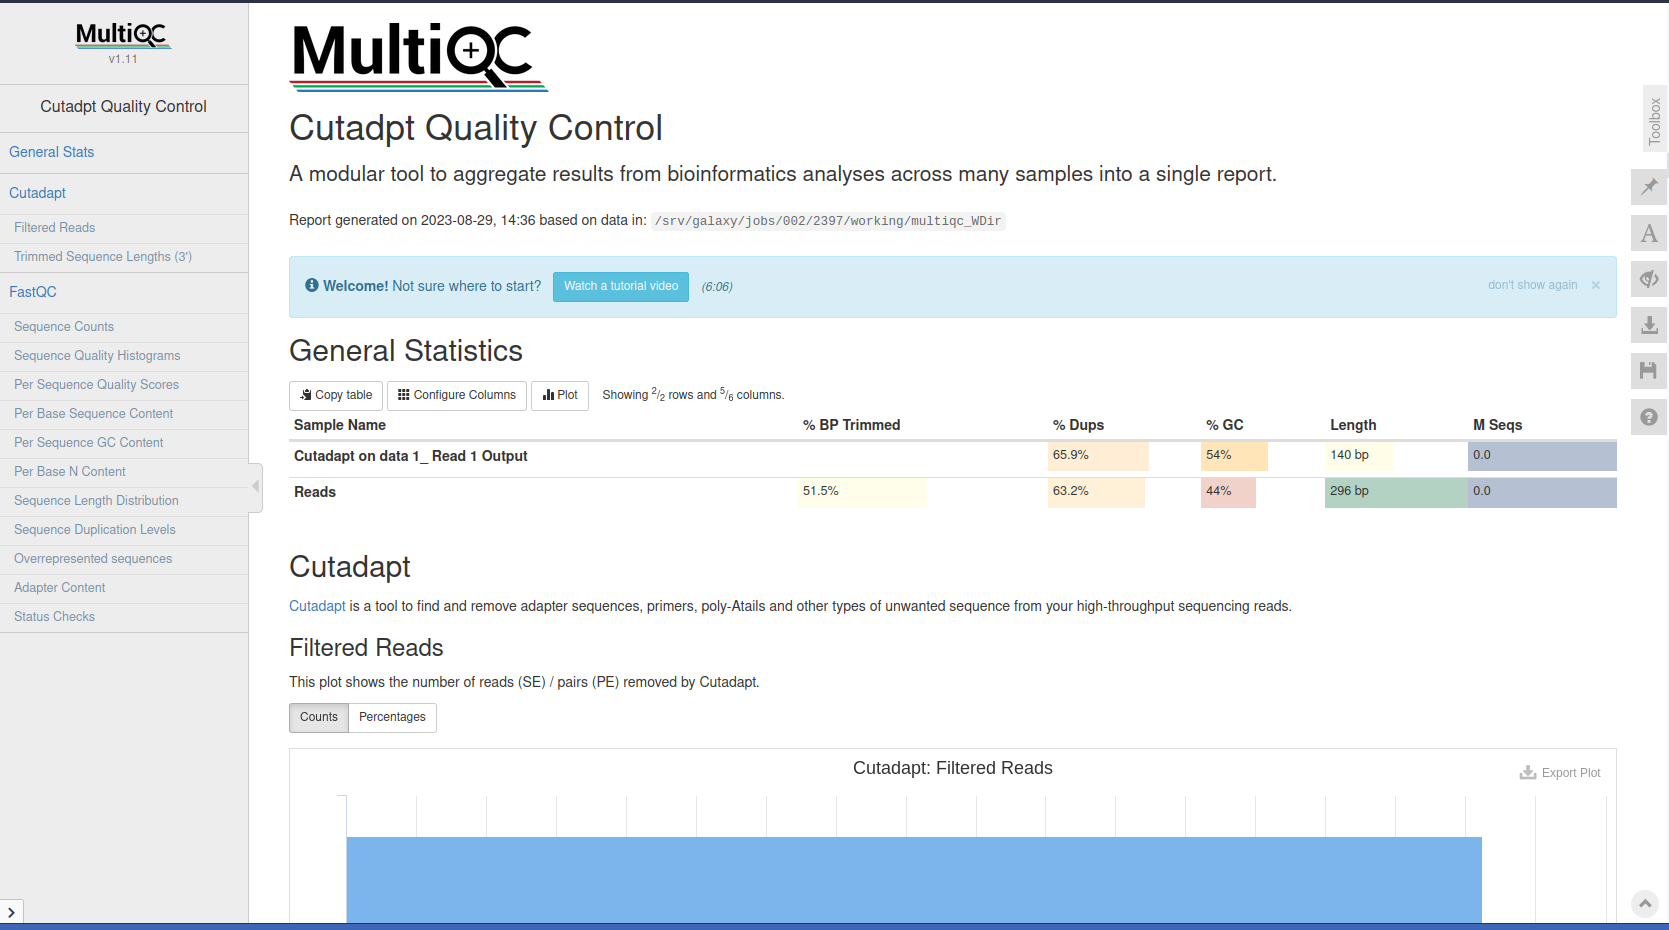 MultiQC
v1.11
Cutadpt Quality Control
General Stats
Cutadapt
Filtered Reads
Trimmed Sequence Lengths (3')
FastQC
Sequence Counts
Sequence Quality Histograms
Per Sequence Quality Scores
Per Base Sequence Content
Per Sequence GC Content
Per Base N Content
Sequence Length Distribution
Sequence Duplication Levels
Overrepresented sequences
Adapter Content
Status Checks
MultiQC
Cutadpt Quality Control
A modular tool to aggregate results from bioinformatics analyses across many samples into a single report.
Report generated on 2023-08-29, 14:36 based on data in: /srv/galaxy/jobs/002/2397/working/multiqc_WDir
Welcome! Not sure where to start? Watch a tutorial video (6:06) don't show again ×
General Statistics
Copy table Configure Columns Plot Showing 2/2 rows and 5/6 columns.
Sample Name % BP Trimmed % Dups % GC Length M Seqs
Cutadapt on data 1_ Read 1 Output 65.9% 54% 140 bp 0.0
Reads 51.5% 63.2% 44% 296 bp 0.0
Cutadapt
Cutadapt is a tool to find and remove adapter sequences, primers, poly-Atails and other types of unwanted sequence from your high-throughput sequencing reads.
Filtered Reads
This plot shows the number of reads (SE) / pairs (PE) removed by Cutadapt.
Counts Percentages
Cutadapt: Filtered Reads
Export Plot
Toolbox
A